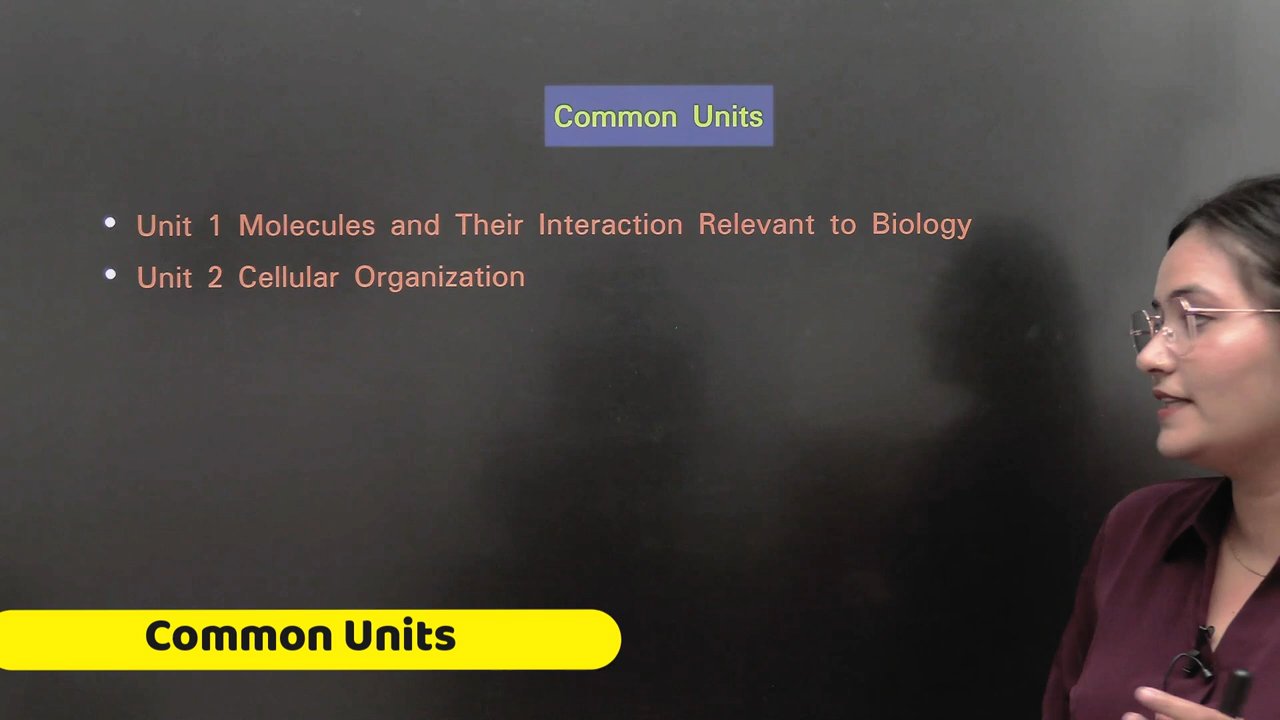 Common Units
• Unit 1 Molecules and Their Interaction Relevant to Biology
• Unit 2 Cellular Organization
Common Units